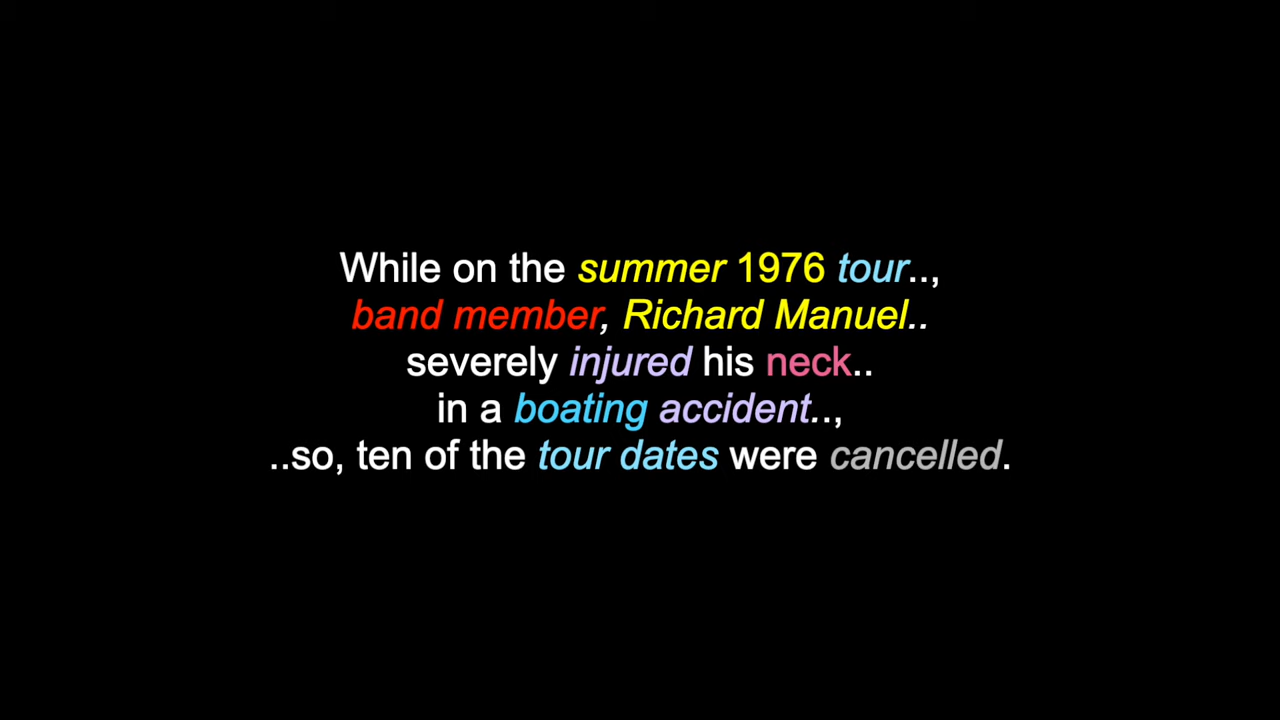 While on the summer 1976 tour..,
band member, Richard Manuel..
severely injured his neck..
in a boating accident..,
..so, ten of the tour dates were cancelled.